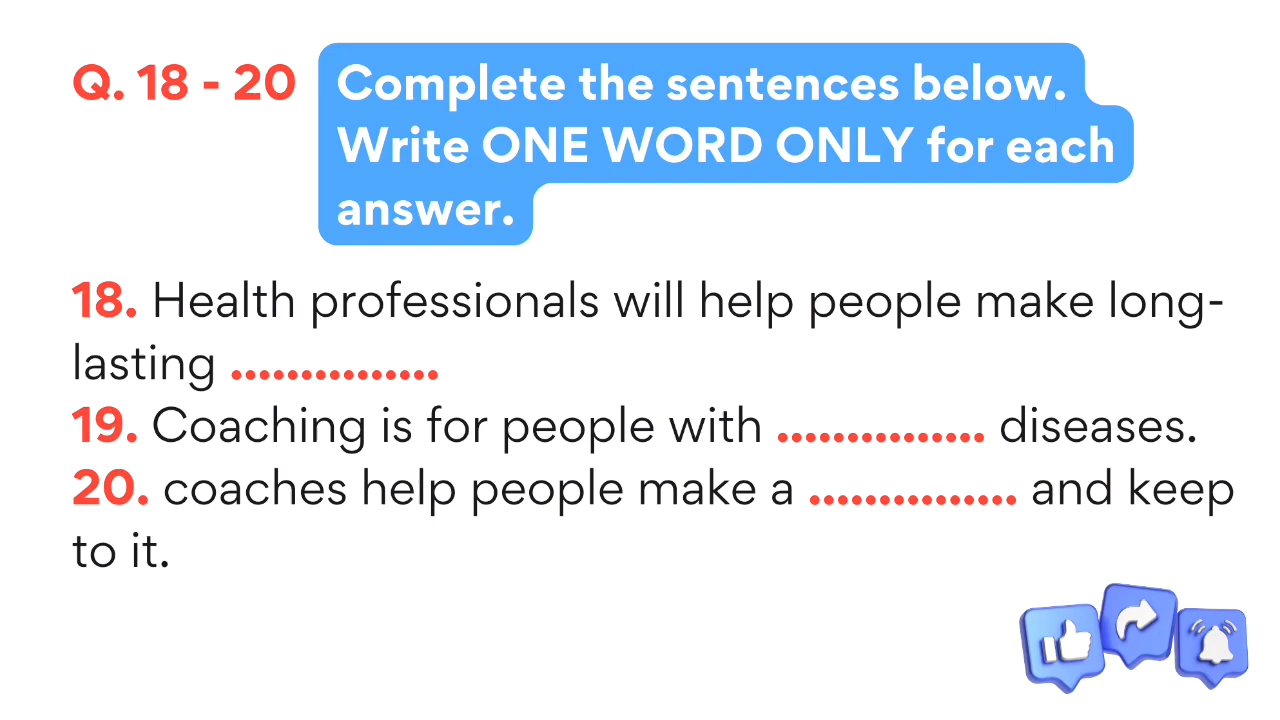 Q. 18 - 20
Complete the sentences below.
Write ONE WORD ONLY for each
answer.
18. Health professionals will help people make long-
lasting ...............
19. Coaching is for people with ............... diseases.
20. coaches help people make a ............... and keep
to it.